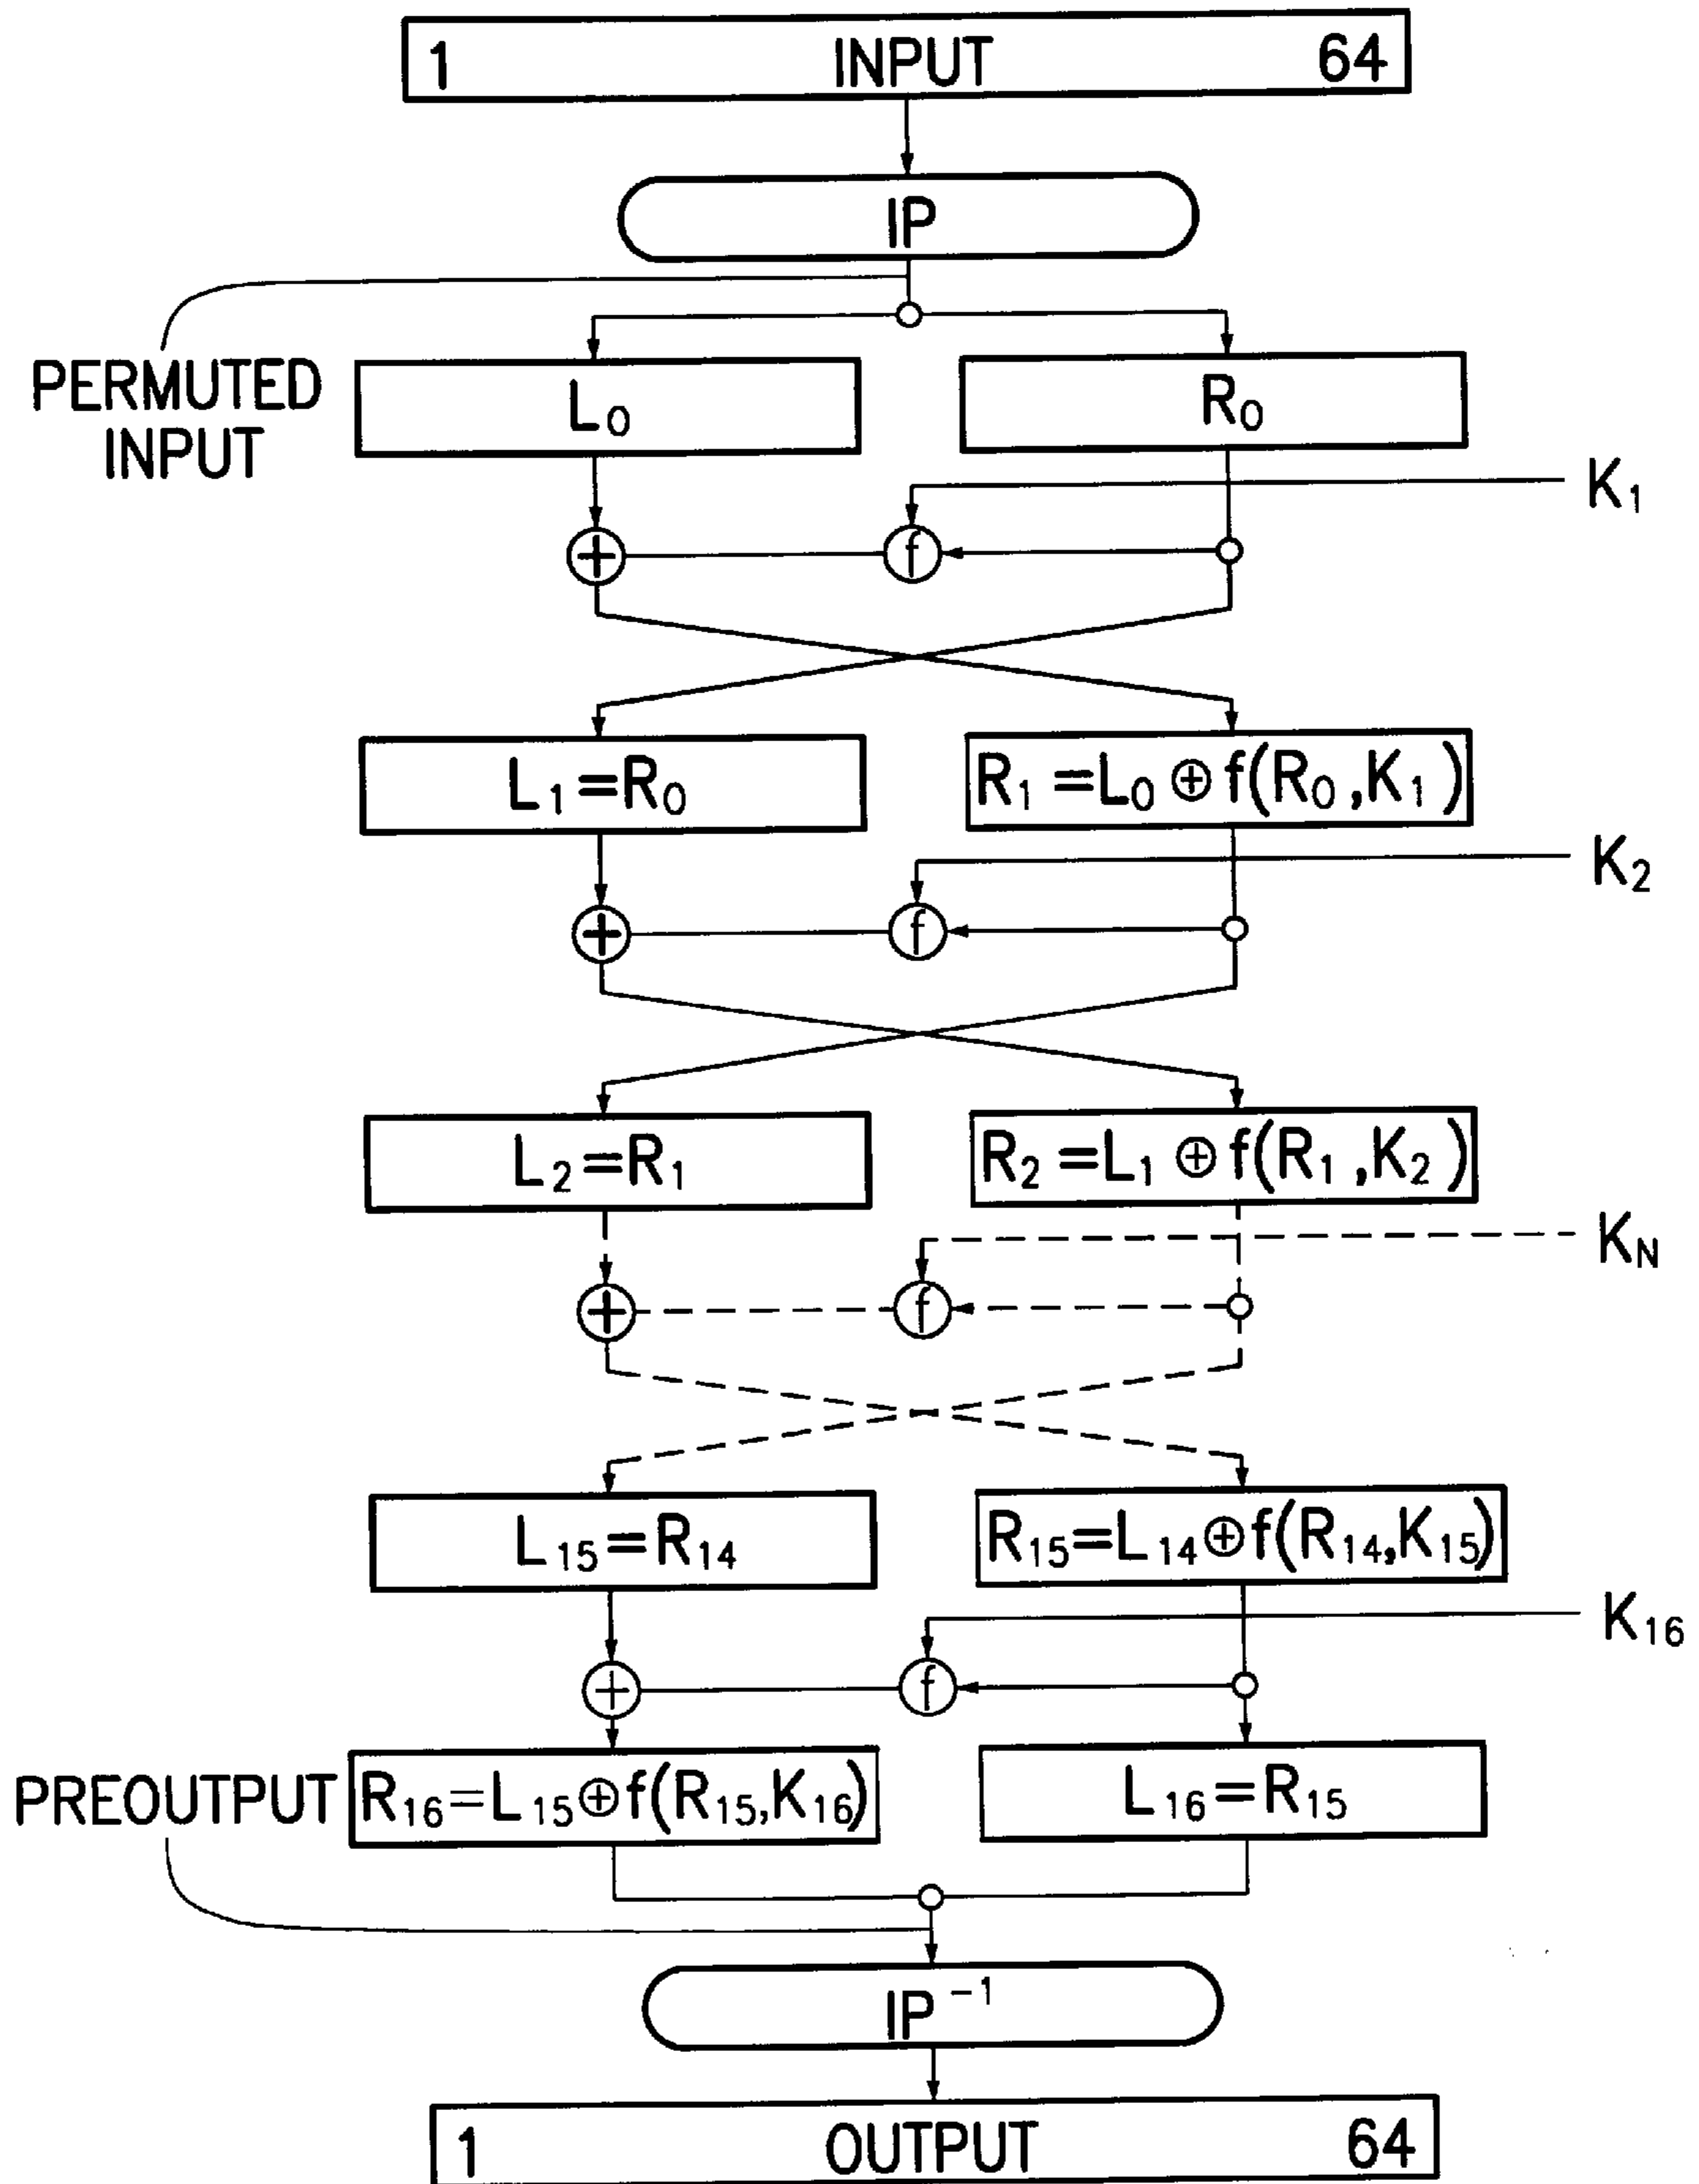 1 INPUT 64
IP
PERMUTED
INPUT
L₀
R₀
K₁
⊕
f
L₁=R₀
R₁=L₀⊕f(R₀,K₁)
K₂
⊕
f
L₂=R₁
R₂=L₁⊕f(R₁,K₂)
K_N
⊕
f
L₁₅=R₁₄
R₁₅=L₁₄⊕f(R₁₄,K₁₅)
K₁₆
⊕
f
PREOUTPUT
R₁₆=L₁₅⊕f(R₁₅,K₁₆)
L₁₆=R₁₅
IP⁻¹
1 OUTPUT 64